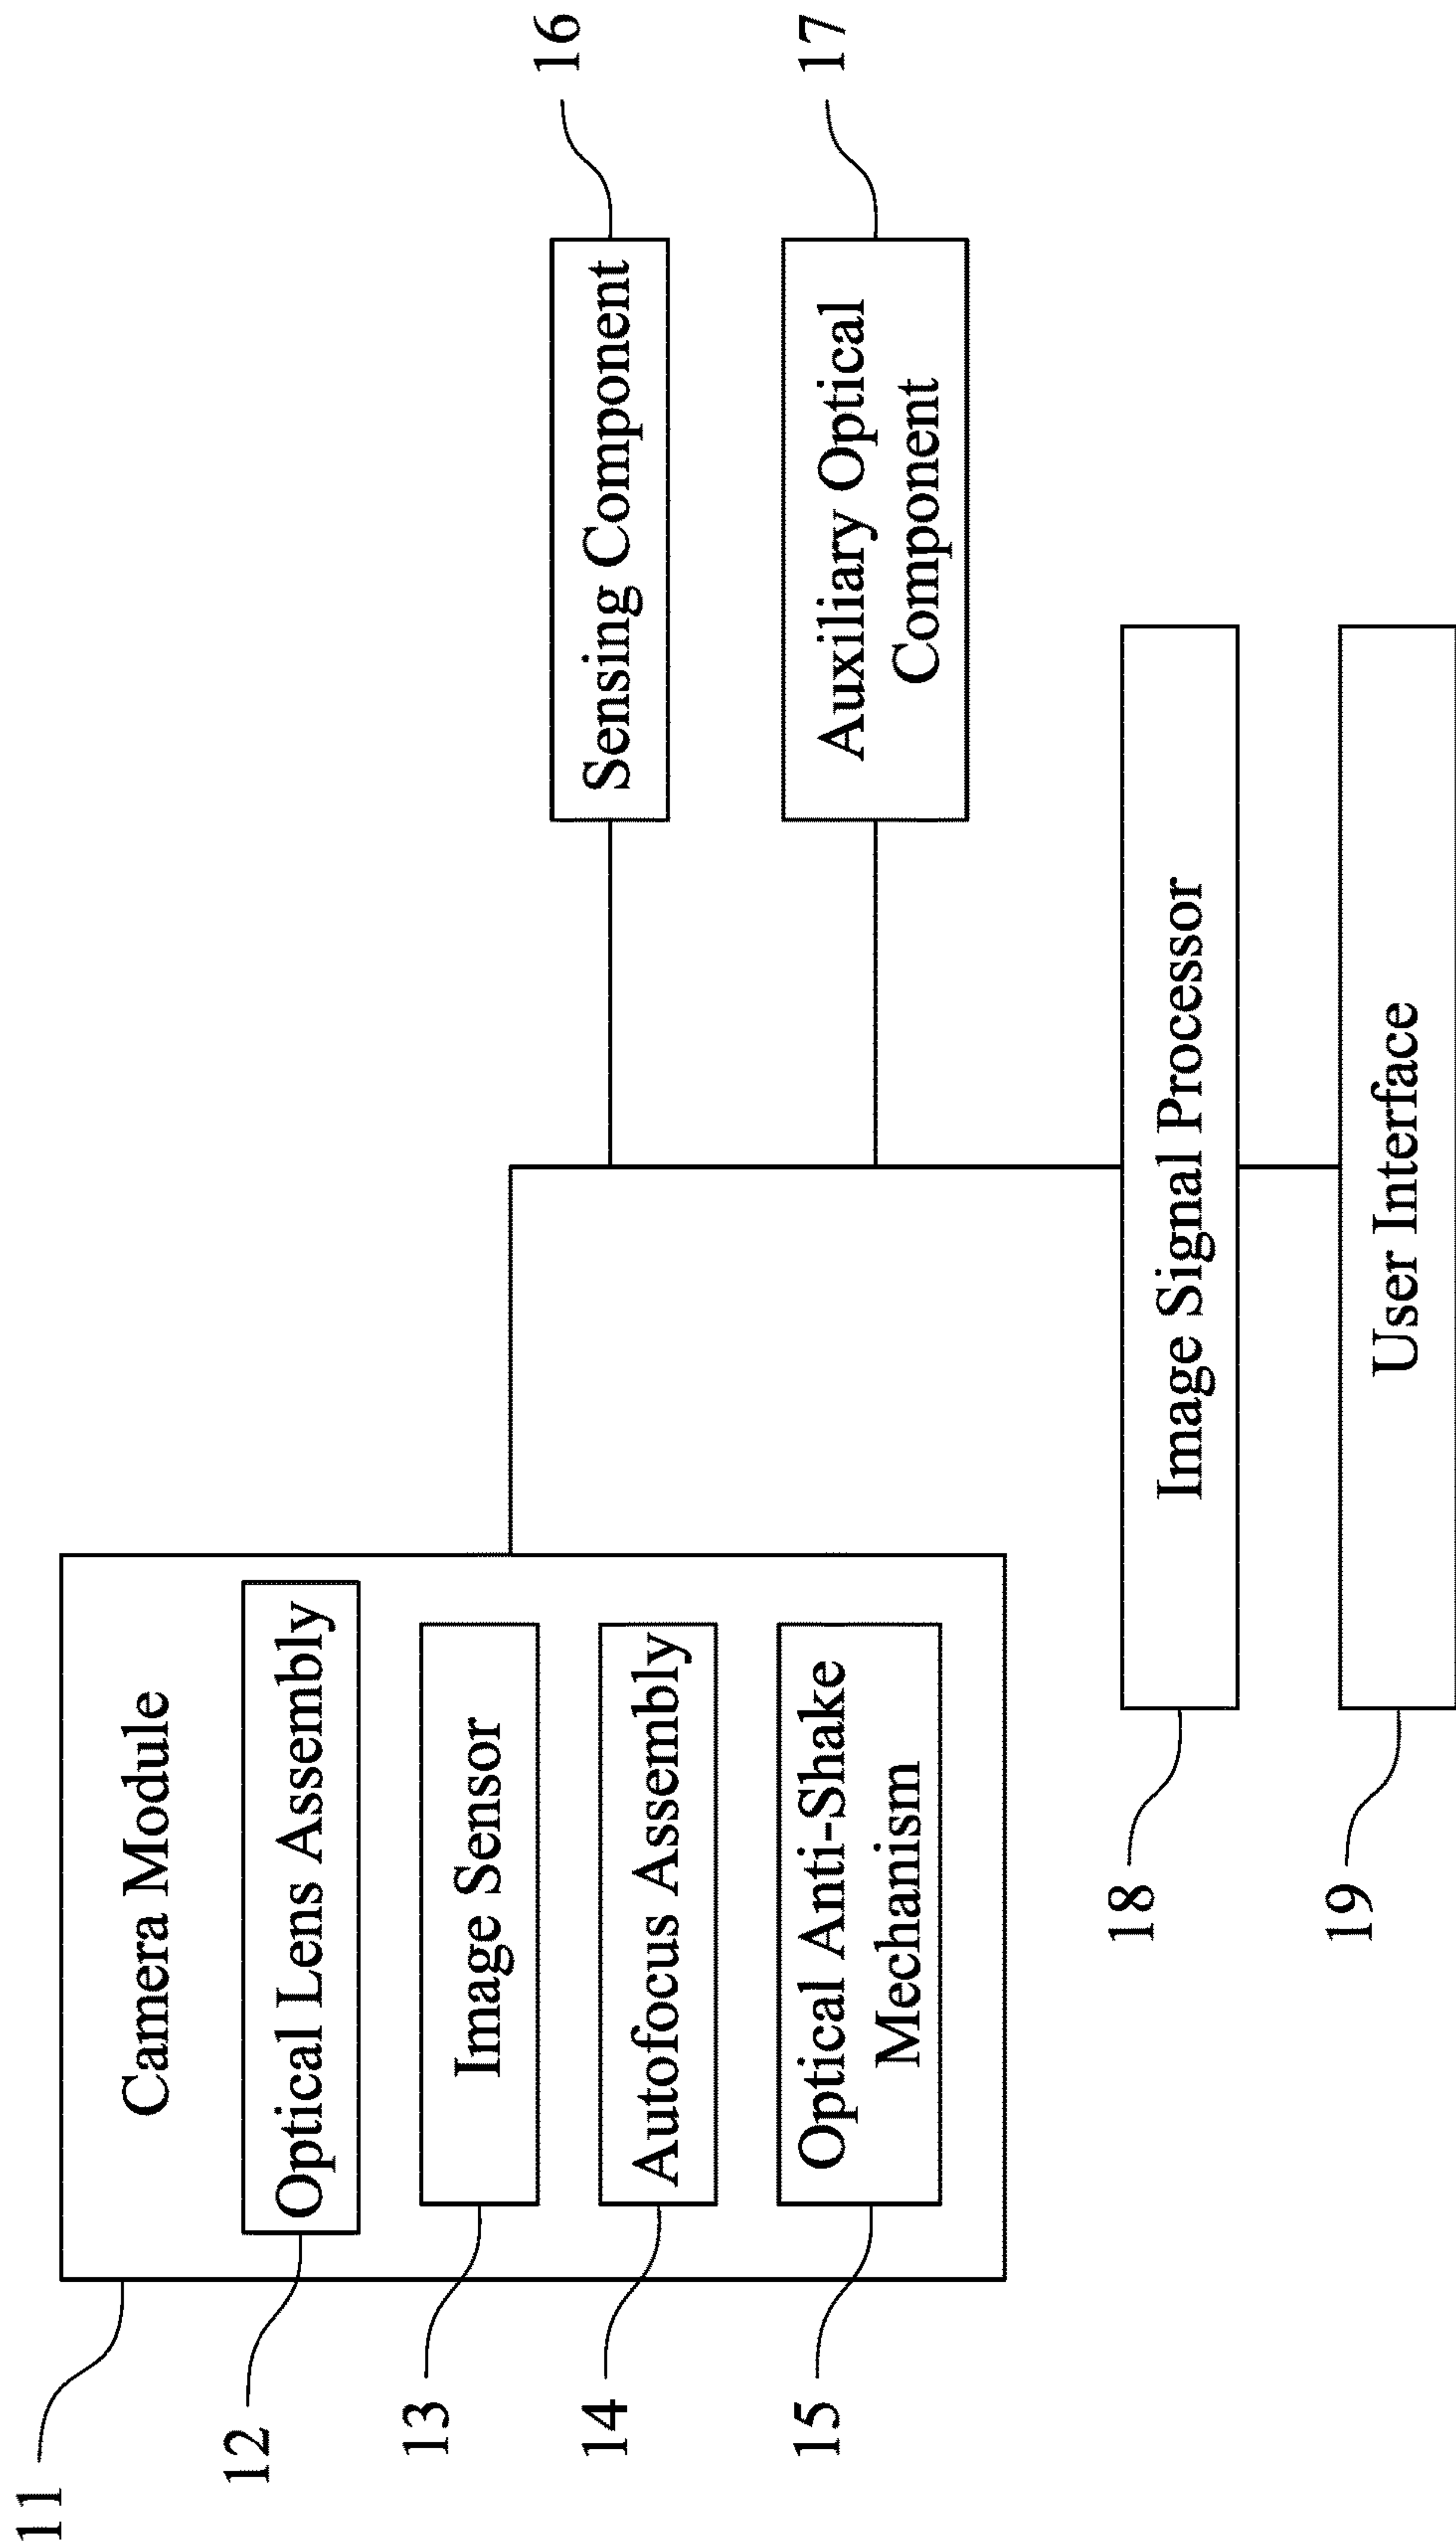 11
Camera Module
12
Optical Lens Assembly
13
Image Sensor
14
Autofocus Assembly
15
Optical Anti-Shake
Mechanism
16
Sensing Component
17
Auxiliary Optical
Component
18
Image Signal Processor
19
User Interface